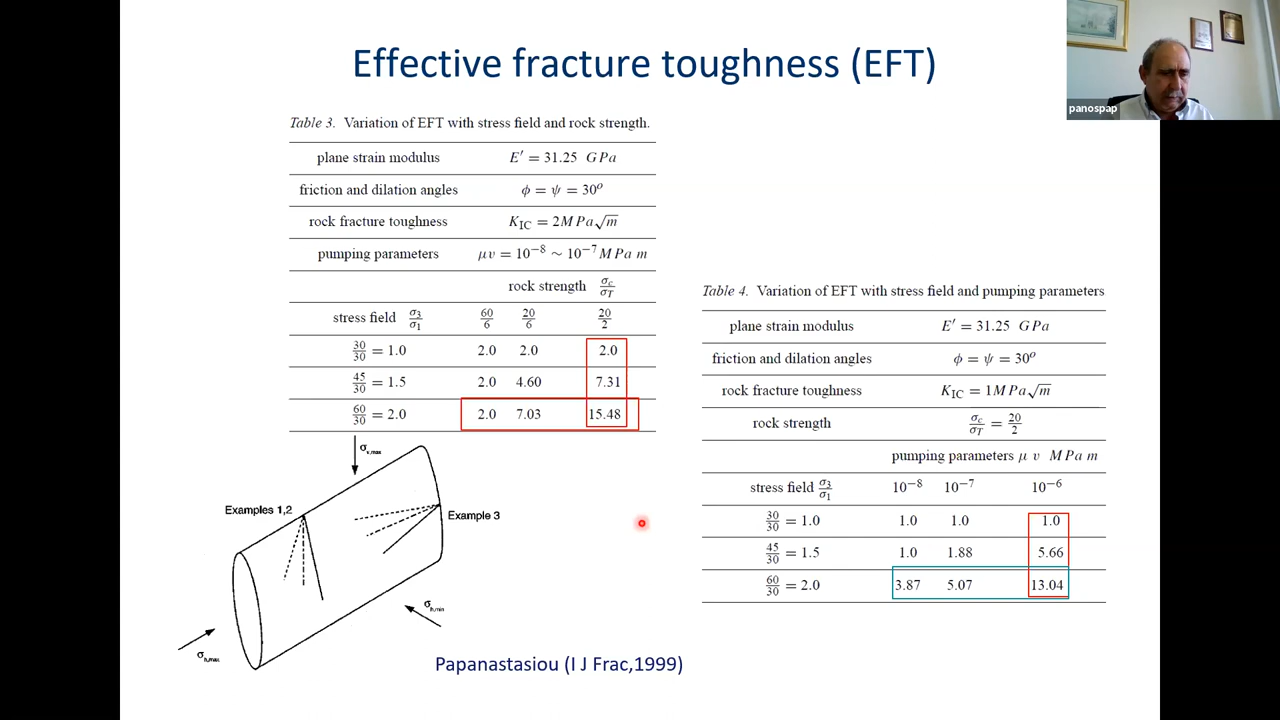 Effective fracture toughness (EFT)
panospap
Table 3. Variation of EFT with stress field and rock strength.
plane strain modulus E′ = 31.25 GPa
friction and dilation angles ϕ = ψ = 30°
rock fracture toughness K_IC = 2MPa√m
pumping parameters μv = 10⁻⁸ ∼ 10⁻⁷ MPa m
rock strength σc/σT
stress field σ3/σ1 60/6 20/6 20/2
30/30 = 1.0 2.0 2.0 2.0
45/30 = 1.5 2.0 4.60 7.31
60/30 = 2.0 2.0 7.03 15.48
Table 4. Variation of EFT with stress field and pumping parameters
plane strain modulus E′ = 31.25 GPa
friction and dilation angles ϕ = ψ = 30°
rock fracture toughness K_IC = 1MPa√m
rock strength σc/σT = 20/2
pumping parameters μ v MPa m
stress field σ3/σ1 10⁻⁸ 10⁻⁷ 10⁻⁶
30/30 = 1.0 1.0 1.0 1.0
45/30 = 1.5 1.0 1.88 5.66
60/30 = 2.0 3.87 5.07 13.04
σv,max
Examples 1,2
Example 3
σh,min
σh,max
Papanastasiou (I J Frac,1999)